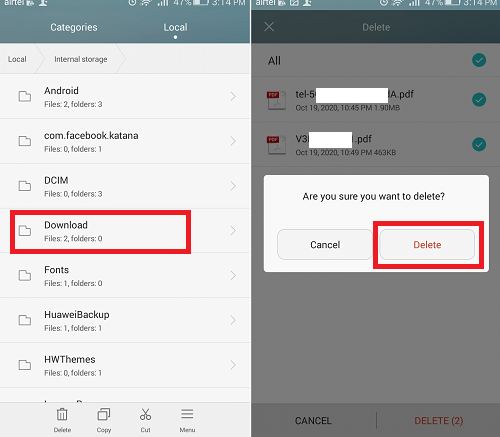 airtel 47% 3:14 PM
Categories Local
Local Internal storage
Android
Files: 2, folders: 3
com.facebook.katana
Files: 0, folders: 1
DCIM
Files: 0, folders: 3
Download
Files: 2, folders: 0
Fonts
Files: 1, folders: 0
HuaweiBackup
Files: 1, folders: 1
HWThemes
Files: 0, folders: 1
Delete Copy Cut Menu
airtel 47% 3:14 PM
Delete
All
PDF
tel-5 IA.pdf
Oct 19, 2020, 10:45 PM 1.90MB
PDF
V3 .pdf
Oct 19, 2020, 10:49 PM 463KB
Are you sure you want to delete?
Cancel Delete
CANCEL DELETE (2)